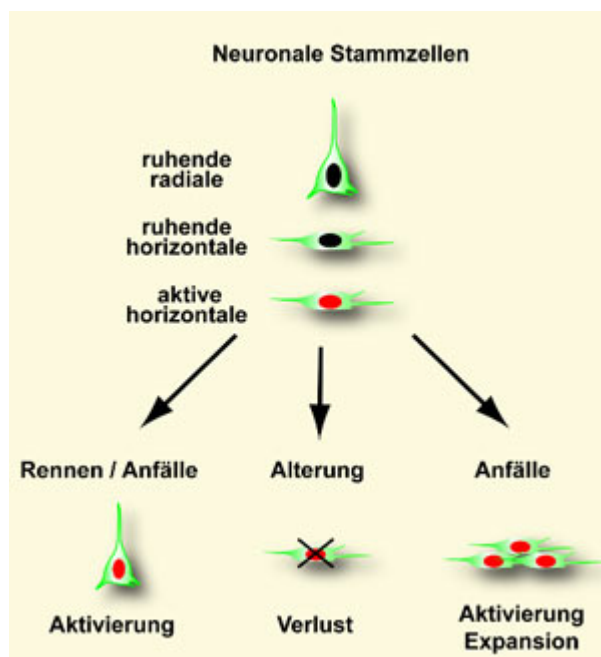 Neuronale Stammzellen
ruhende
radiale
ruhende
horizontale
aktive
horizontale
Rennen / Anfälle
Alterung
Anfälle
Aktivierung
Verlust
Aktivierung
Expansion